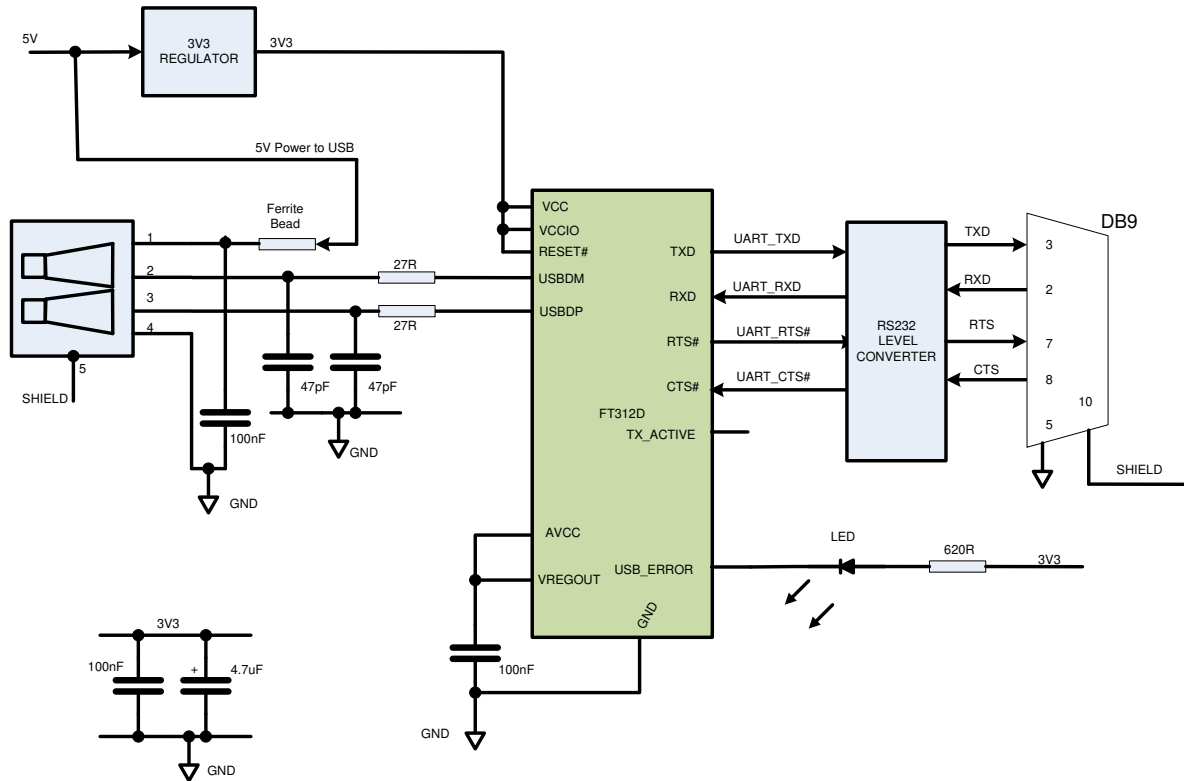 5V
3V3
REGULATOR
3V3
5V Power to USB
Ferrite
Bead
1
2
3
4
5
SHIELD
27R
27R
47pF
47pF
100nF
GND
GND
VCC
VCCIO
RESET#
USBDM
USBDP
TXD
RXD
RTS#
CTS#
FT312D
TX_ACTIVE
AVCC
VREGOUT
USB_ERROR
GND
UART_TXD
UART_RXD
UART_RTS#
UART_CTS#
RS232
LEVEL
CONVERTER
TXD
RXD
RTS
CTS
DB9
3
2
7
8
10
5
SHIELD
LED
620R
3V3
100nF
GND
3V3
100nF
+
4.7uF
GND